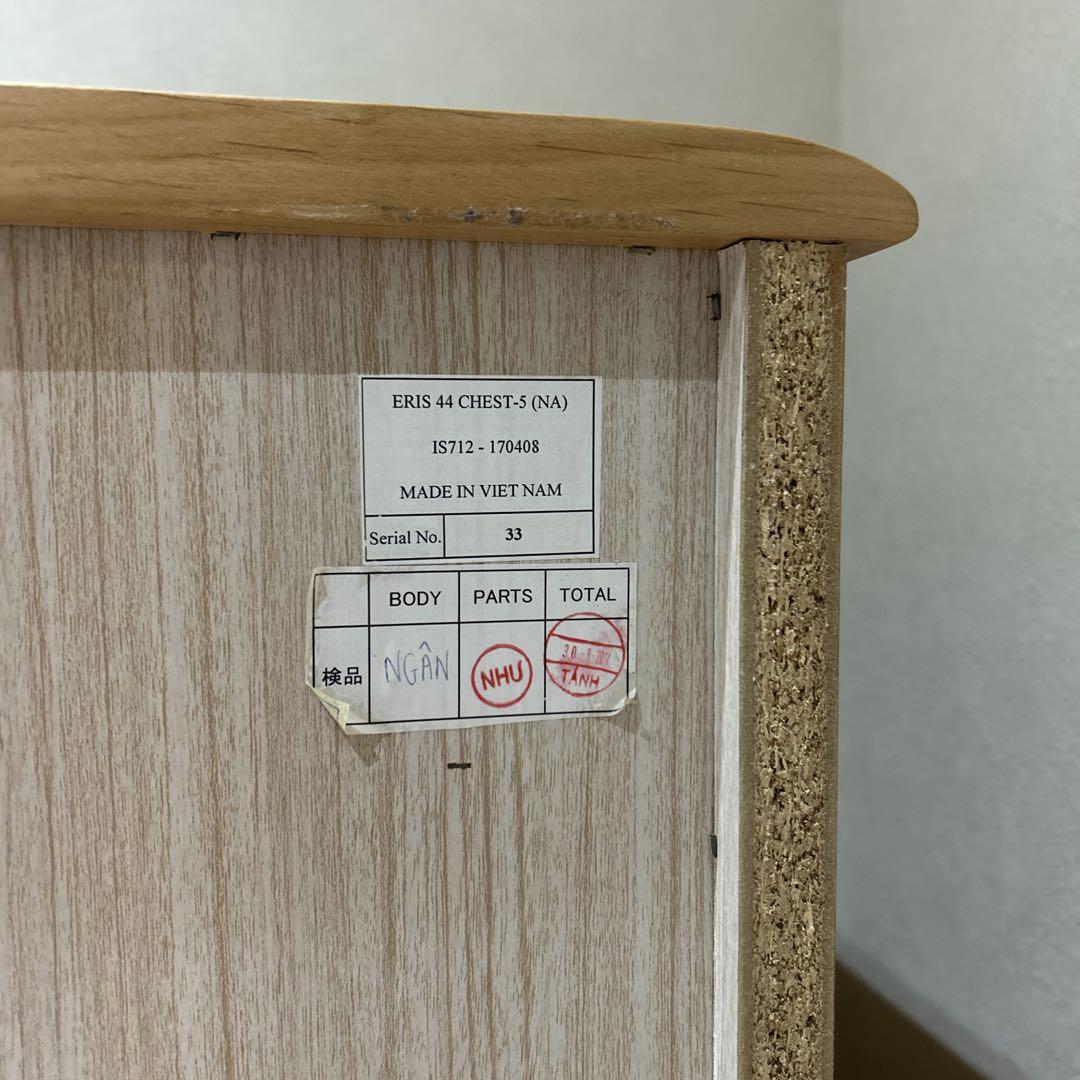 ERIS 44 CHEST-5 (NA)
IS712 - 170408
MADE IN VIET NAM
Serial No. 33
BODY PARTS TOTAL
検品 NGÂN NHU
TÁNH